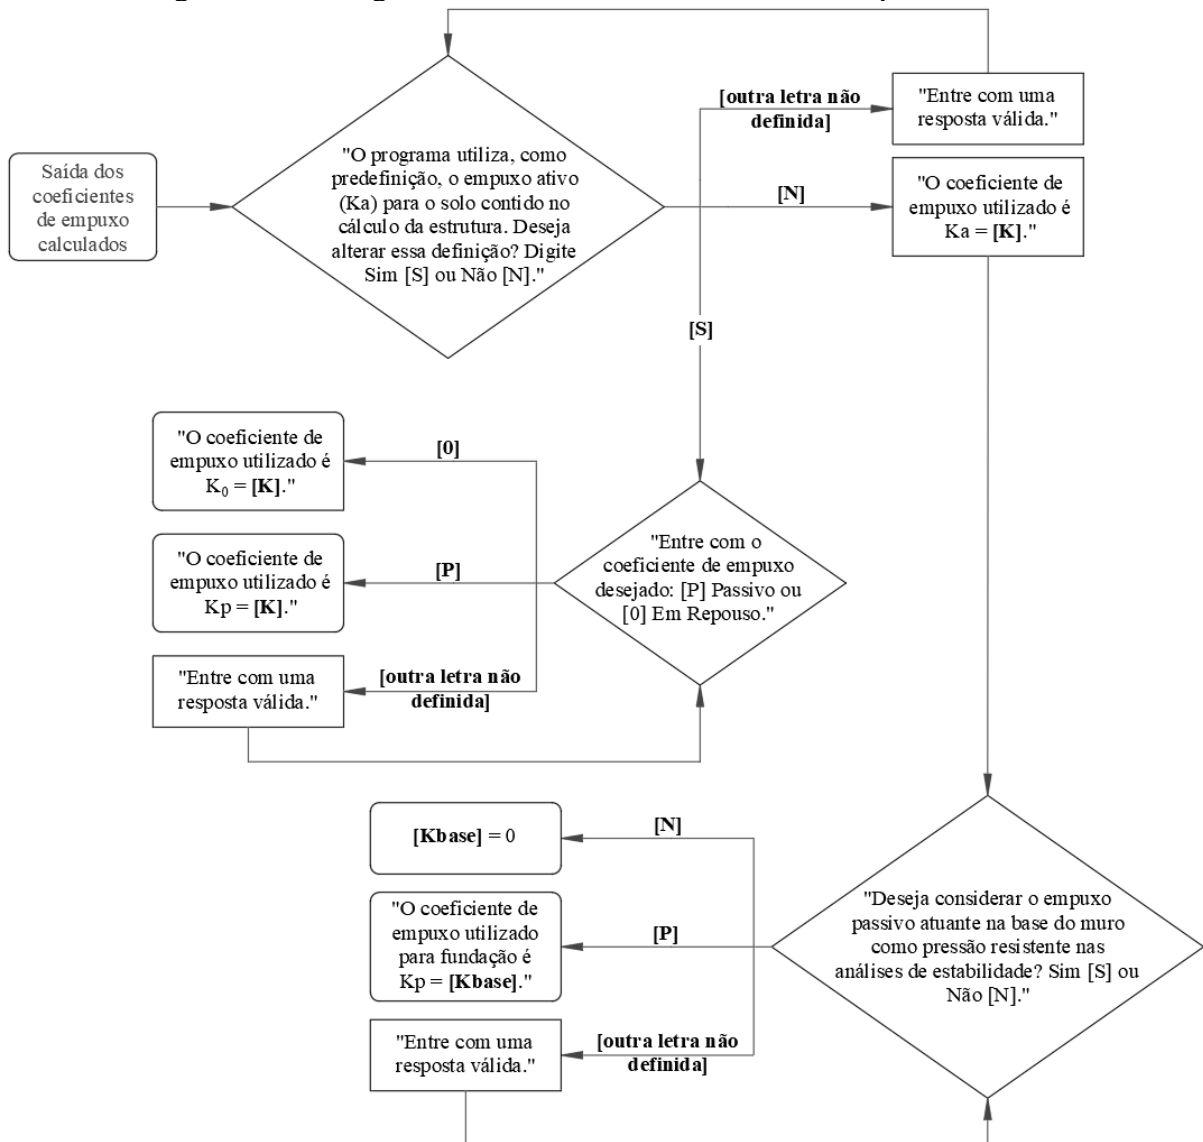 Saída dos
coeficientes
de empuxo
calculados
"O programa utiliza, como
predefinição, o empuxo ativo
(Ka) para o solo contido no
cálculo da estrutura. Deseja
alterar essa definição? Digite
Sim [S] ou Não [N]."
[outra letra não
definida]
"Entre com uma
resposta válida."
[N]
"O coeficiente de
empuxo utilizado é
Ka = [K]."
[S]
"O coeficiente de
empuxo utilizado é
K₀ = [K]."
[0]
"O coeficiente de
empuxo utilizado é
Kp = [K]."
[P]
"Entre com o
coeficiente de empuxo
desejado: [P] Passivo ou
[0] Em Repouso."
"Entre com uma
resposta válida."
[outra letra não
definida]
[Kbase] = 0
[N]
"O coeficiente de
empuxo utilizado
para fundação é
Kp = [Kbase]."
[P]
"Deseja considerar o empuxo
passivo atuante na base do muro
como pressão resistente nas
análises de estabilidade? Sim [S] ou
Não [N]."
"Entre com uma
resposta válida."
[outra letra não
definida]